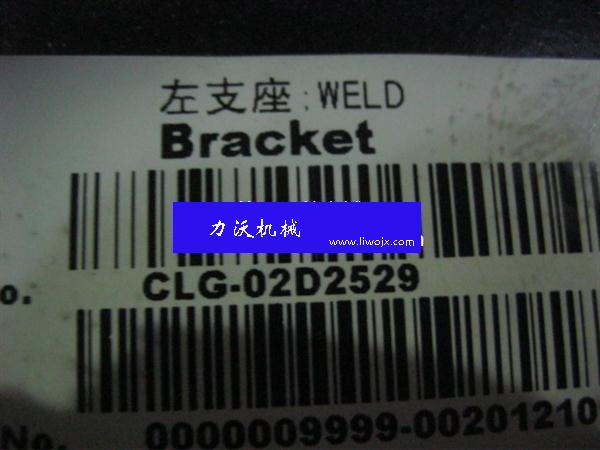 左支座:WELD
Bracket
力沃机械
www.liwojx.com
o. CLG-02D2529
No. 0000009999-00201210